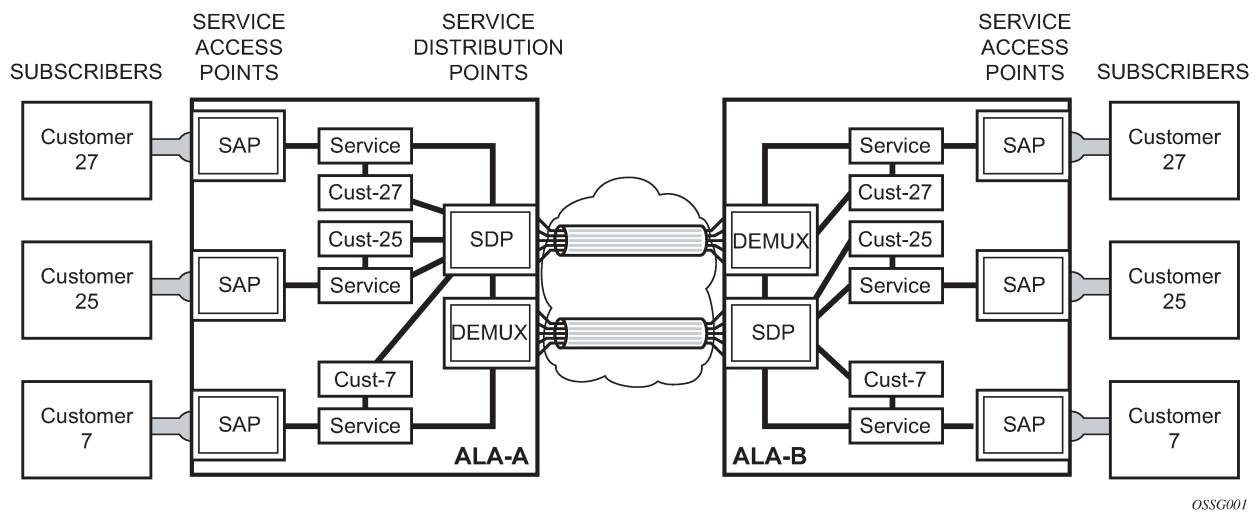 SERVICE
ACCESS
POINTS
SERVICE
DISTRIBUTION
POINTS
SERVICE
ACCESS
POINTS
SUBSCRIBERS
SUBSCRIBERS
Customer
27
SAP
Service
Cust-27
Cust-25
Service
SAP
Customer
25
Customer
7
SAP
Cust-7
Service
SDP
DEMUX
ALA-A
DEMUX
SDP
ALA-B
Service
Cust-27
Cust-25
Service
Cust-7
Service
SAP
SAP
SAP
Customer
27
Customer
25
Customer
7
OSSG001